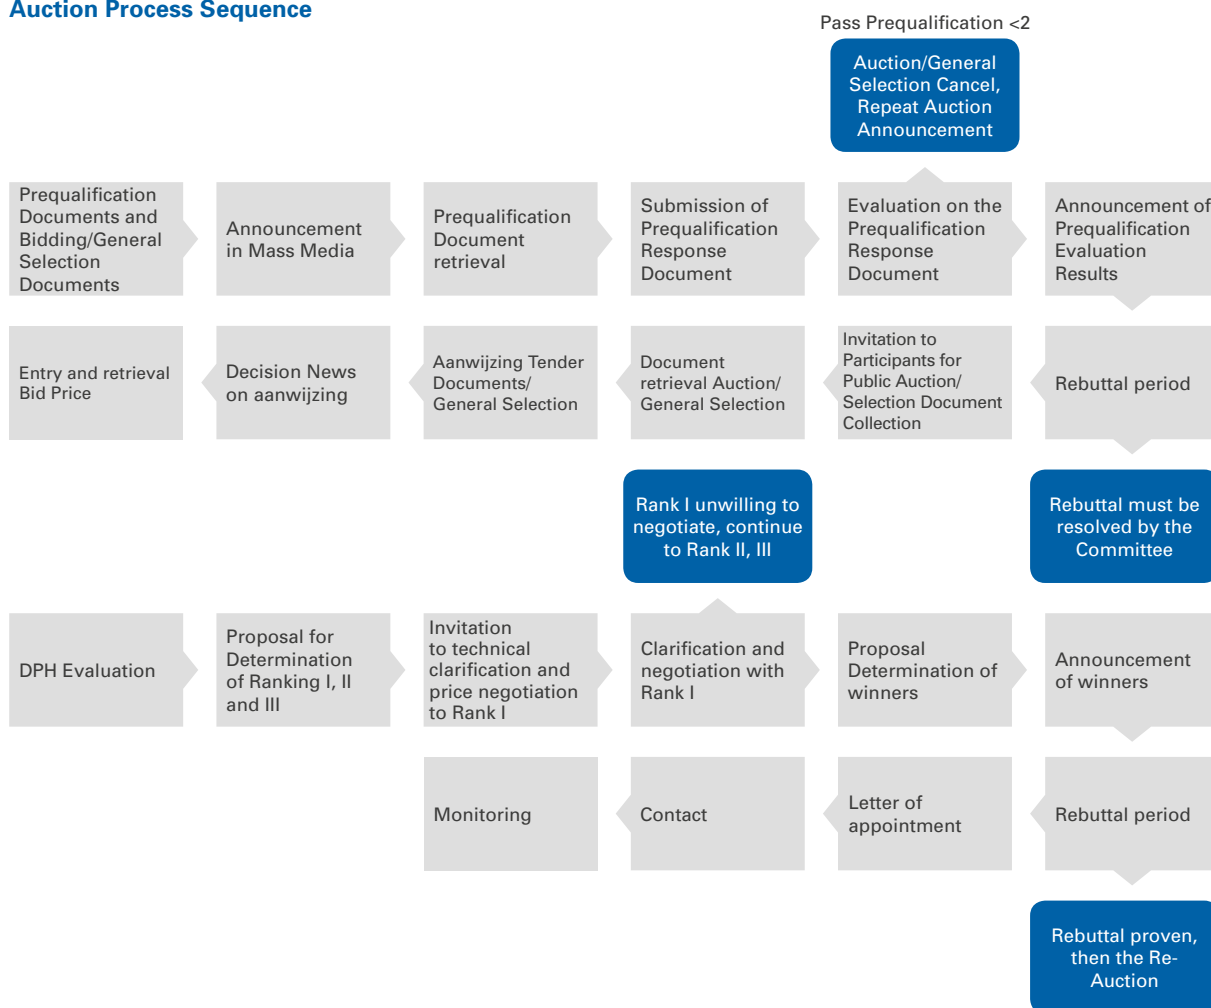 Auction Process Sequence
Pass Prequalification <2
Auction/General
Selection Cancel,
Repeat Auction
Announcement
Prequalification
Documents and
Bidding/General
Selection
Documents
Announcement
in Mass Media
Prequalification
Document
retrieval
Submission of
Prequalification
Response
Document
Evaluation on the
Prequalification
Response
Document
Announcement of
Prequalification
Evaluation
Results
Entry and retrieval
Bid Price
Decision News
on aanwijzing
Aanwijzing Tender
Documents/
General Selection
Document
retrieval Auction/
General Selection
Invitation to
Participants for
Public Auction/
Selection Document
Collection
Rebuttal period
Rank I unwilling to
negotiate, continue
to Rank II, III
Rebuttal must be
resolved by the
Committee
DPH Evaluation
Proposal for
Determination
of Ranking I, II
and III
Invitation
to technical
clarification and
price negotiation
to Rank I
Clarification and
negotiation with
Rank I
Proposal
Determination of
winners
Announcement
of winners
Monitoring
Contact
Letter of
appointment
Rebuttal period
Rebuttal proven,
then the Re-
Auction